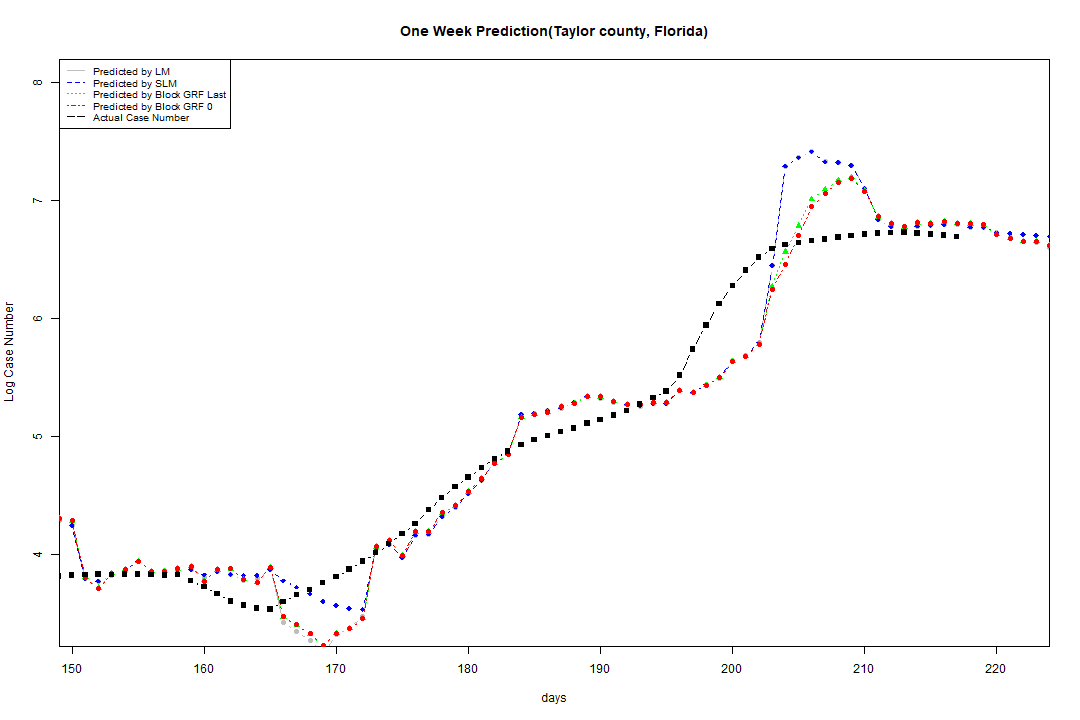 One Week Prediction(Taylor county, Florida)
Predicted by LM
Predicted by SLM
Predicted by Block GRF Last
Predicted by Block GRF 0
Actual Case Number
8
7
6
5
4
Log Case Number
150 160 170 180 190 200 210 220
days